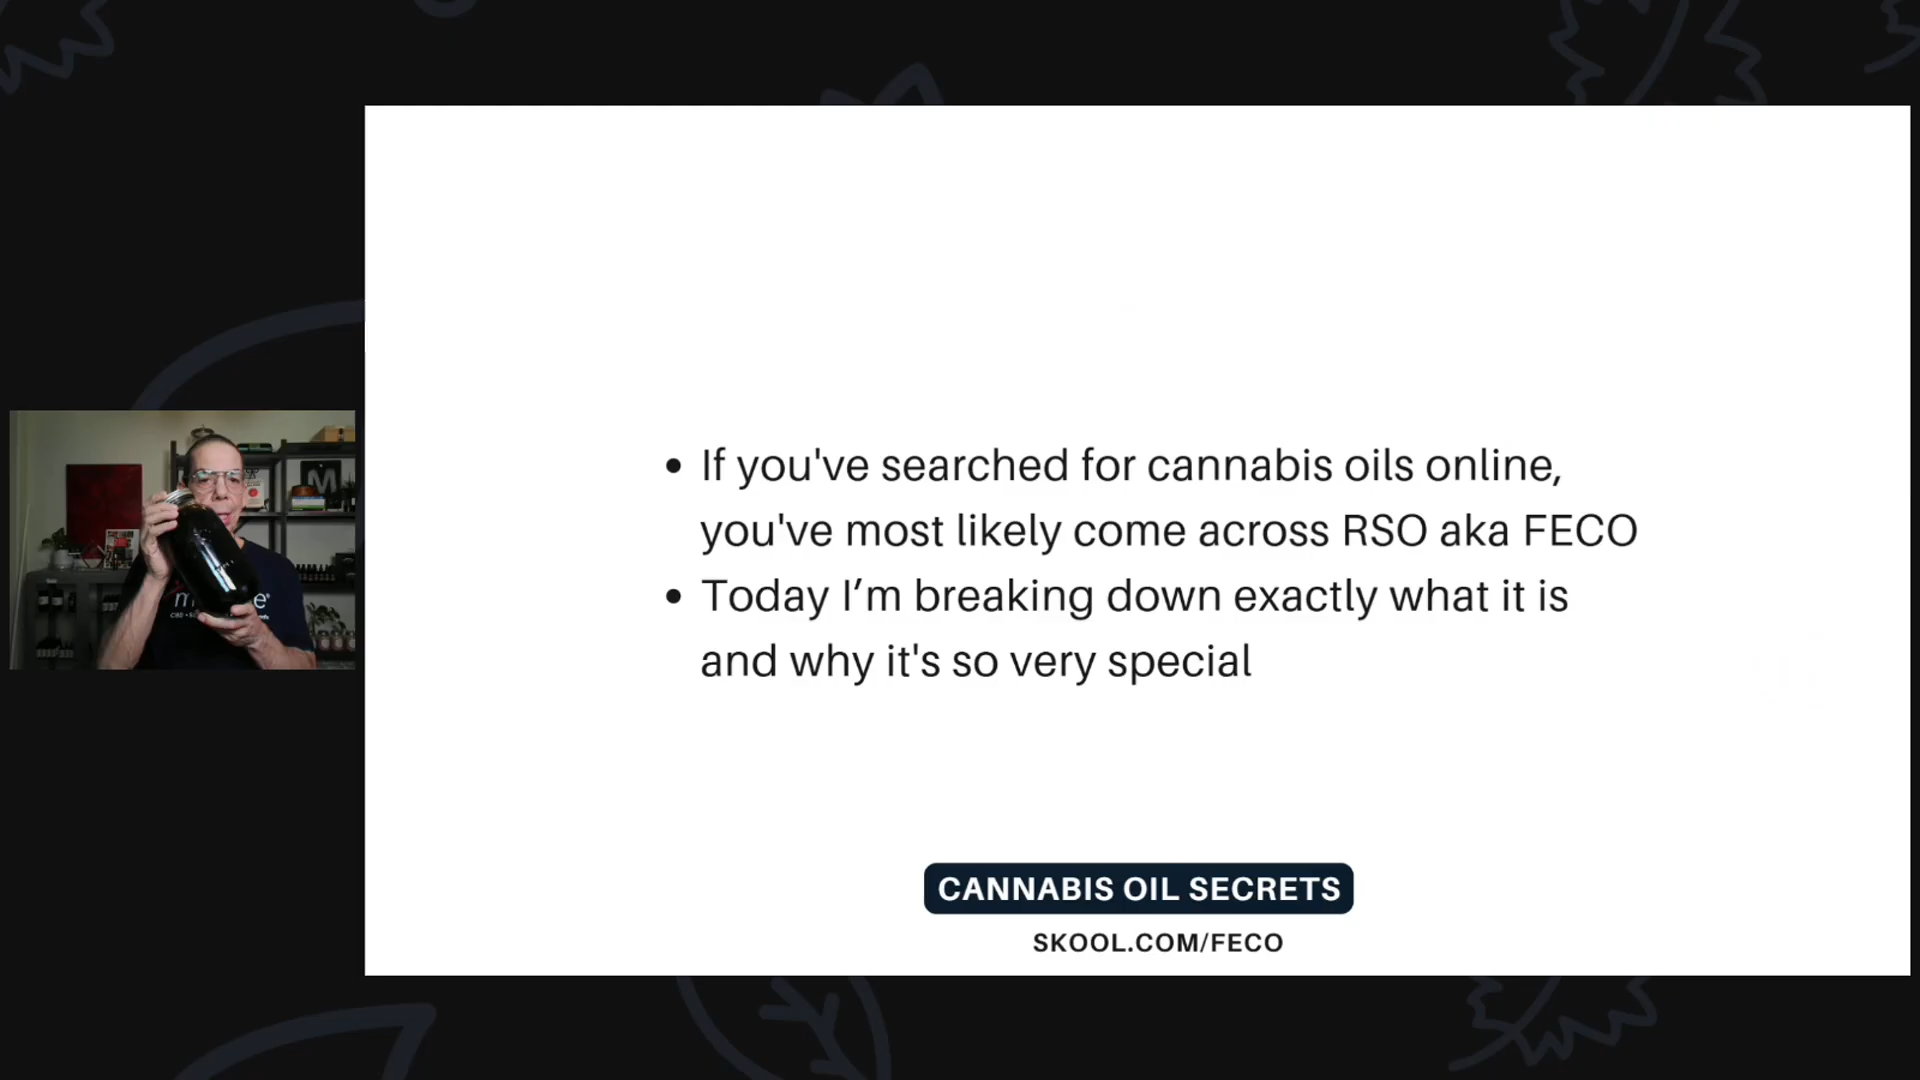 If you've searched for cannabis oils online,
you've most likely come across RSO aka FECO
Today I’m breaking down exactly what it is
and why it's so very special
CANNABIS OIL SECRETS
SKOOL.COM/FECO
M